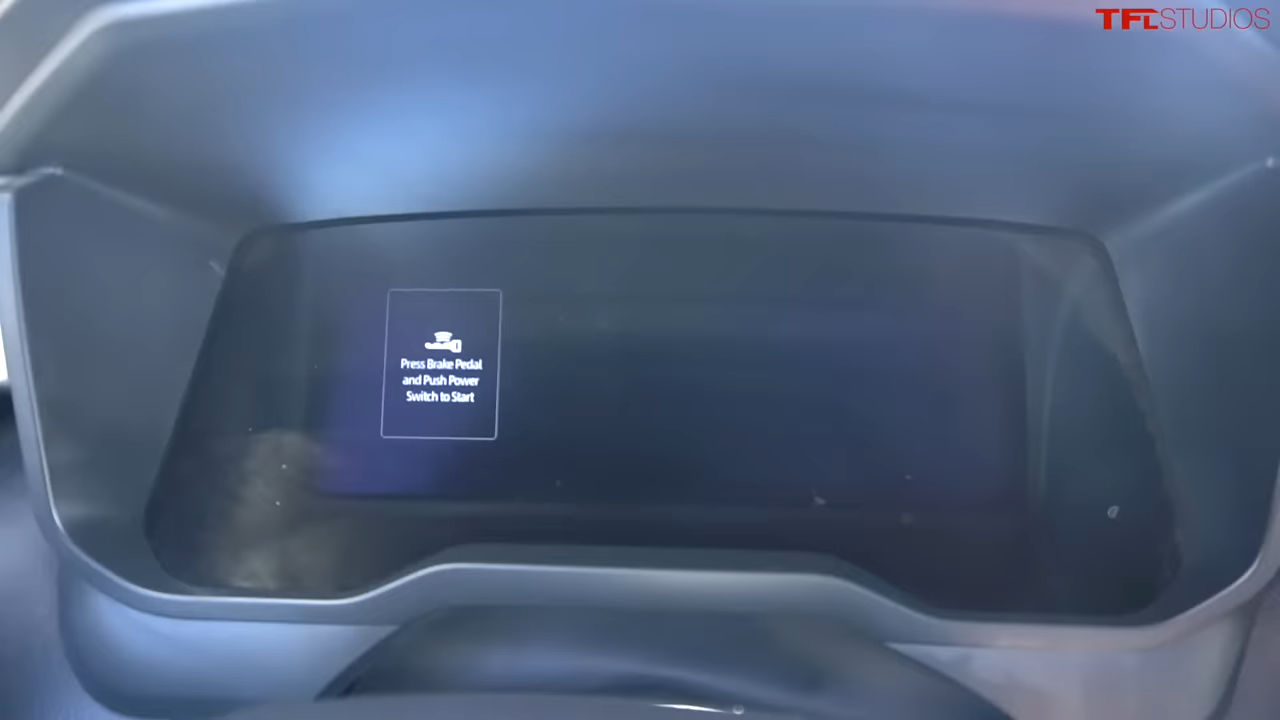 TFLSTUDIOS
Press Brake Pedal
and Push Power
Switch to Start